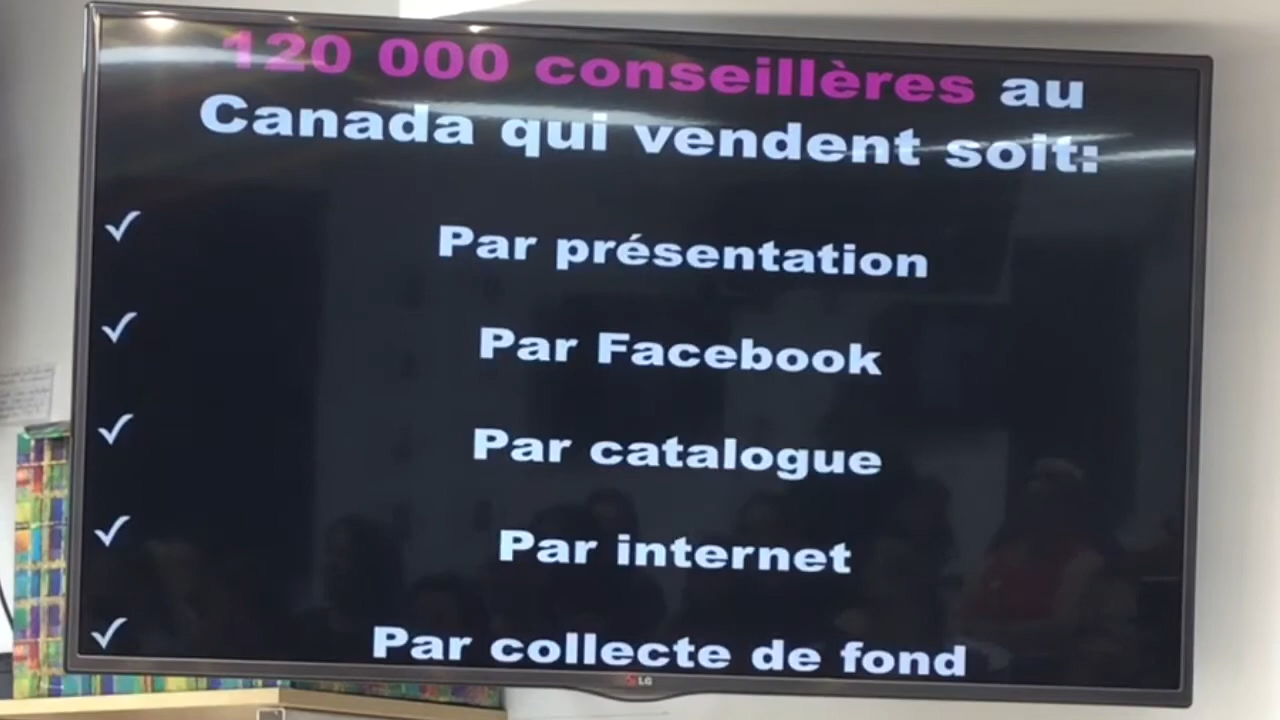 120 000 conseillères au
Canada qui vendent soit:
✓ Par présentation
✓ Par Facebook
✓ Par catalogue
✓ Par internet
✓ Par collecte de fond
LG